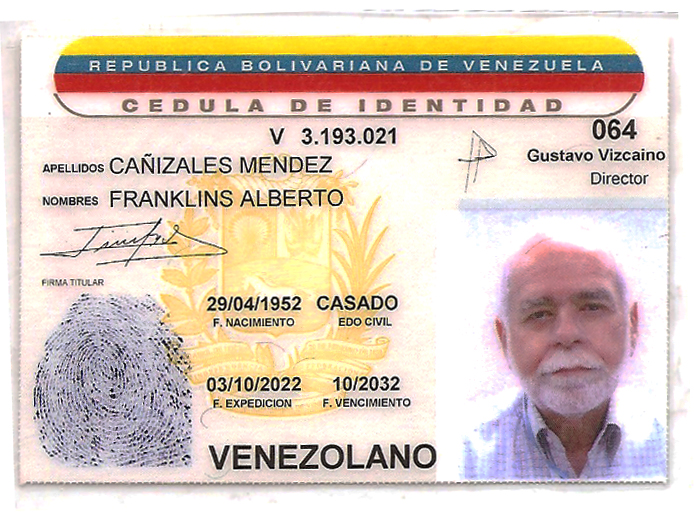 REPUBLICA BOLIVARIANA DE VENEZUELA
CEDULA DE IDENTIDAD
V 3.193.021
064
Gustavo Vizcaino
Director
APELLIDOS CAÑIZALES MENDEZ
NOMBRES FRANKLINS ALBERTO
FIRMA TITULAR
29/04/1952 CASADO
F. NACIMIENTO EDO CIVIL
03/10/2022 10/2032
F. EXPEDICION F. VENCIMIENTO
VENEZOLANO